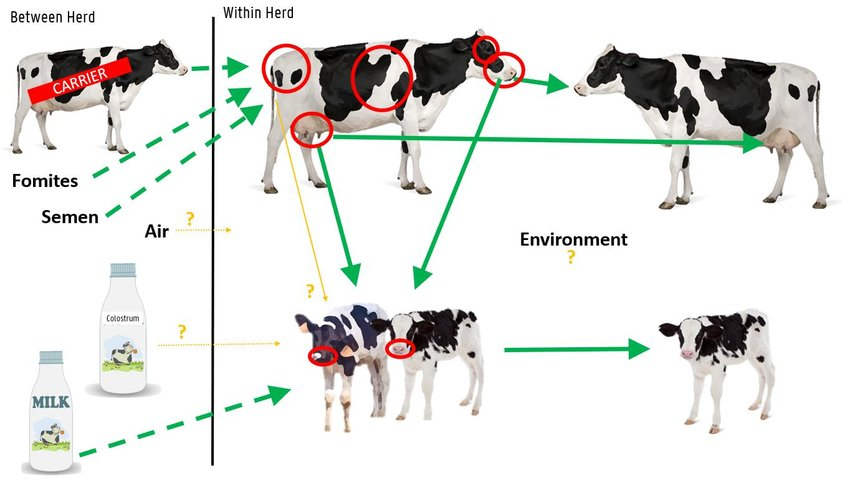 Between Herd
Within Herd
CARRIER
Fomites
Semen
Air
?
?
Environment
?
?
Colostrum
?
MILK